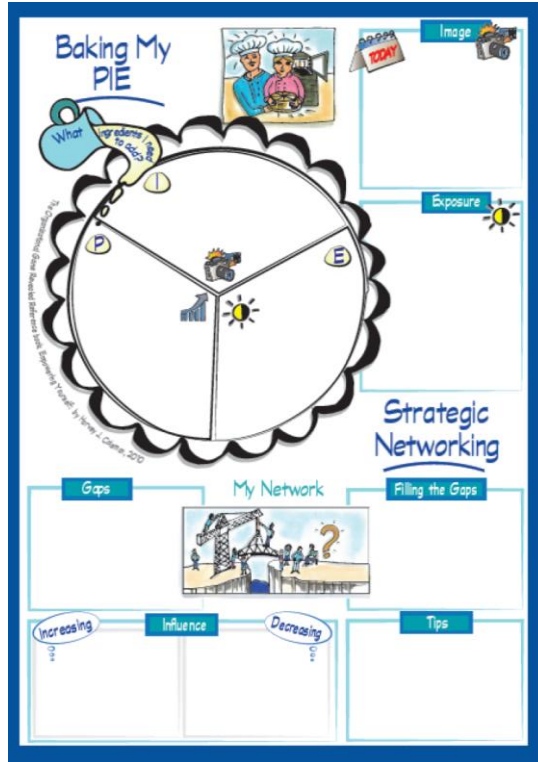 Baking My
PIE
Image
TODAY
What ingredients I need
to add?
I
Exposure
P
E
The Organizational Game Revealed Reference book: Empowering Yourself, by Harvey J. Coleman, 2010
Strategic
Networking
Gaps
My Network
Filling the Gaps
?
Increasing
Influence
Decreasing
Tips